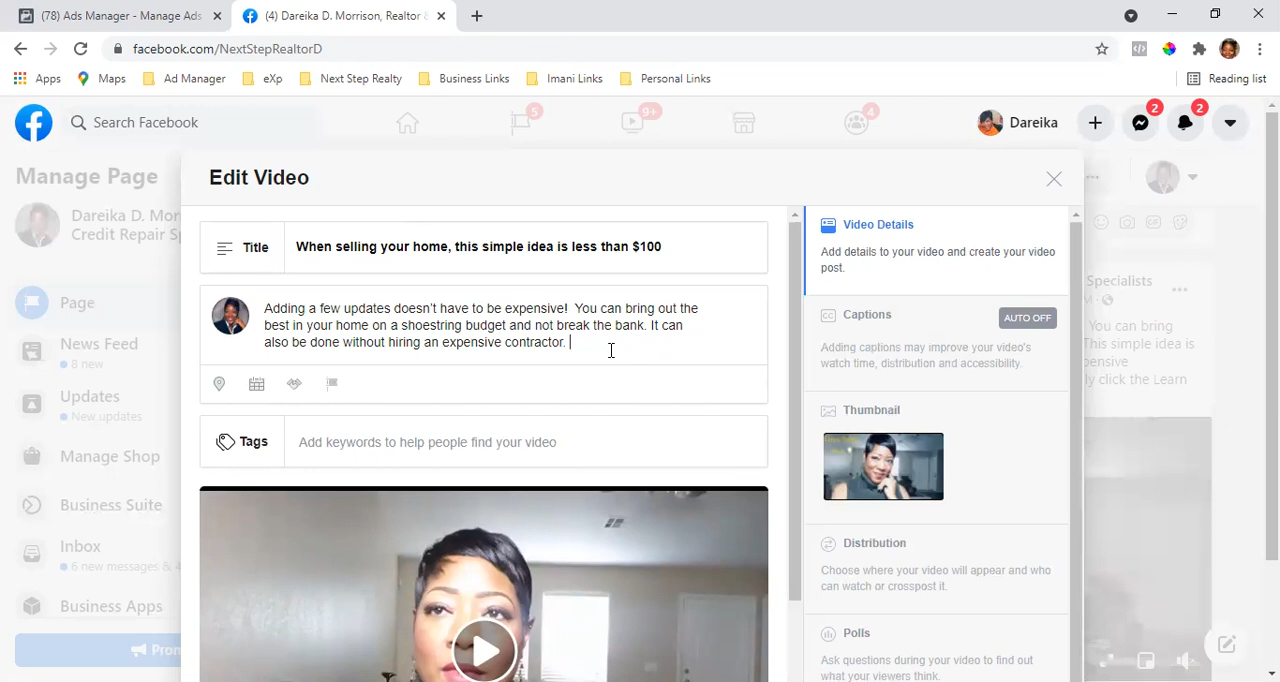 (78) Ads Manager - Manage Ads
(4) Dareika D. Morrison, Realtor &
facebook.com/NextStepRealtorD
Apps
Maps
Ad Manager
eXp
Next Step Realty
Business Links
Imani Links
Personal Links
Reading list
Search Facebook
5
9+
4
Dareika
2
2
Manage Page
Dareika D. Morri
Credit Repair Sp
Page
News Feed
8 new
Updates
New updates
Manage Shop
Business Suite
Inbox
6 new messages & 4
Business Apps
Prom
Edit Video
Title
When selling your home, this simple idea is less than $100
Adding a few updates doesn't have to be expensive!  You can bring out the
best in your home on a shoestring budget and not break the bank. It can
also be done without hiring an expensive contractor.
Tags
Add keywords to help people find your video
Video Details
Add details to your video and create your video
post.
Captions
AUTO OFF
Adding captions may improve your video's
watch time, distribution and accessibility.
Thumbnail
Distribution
Choose where your video will appear and who
can watch or crosspost it.
Polls
Ask questions during your video to find out
what your viewers think.
Specialists
You can bring
This simple idea is
pensive
ly click the Learn